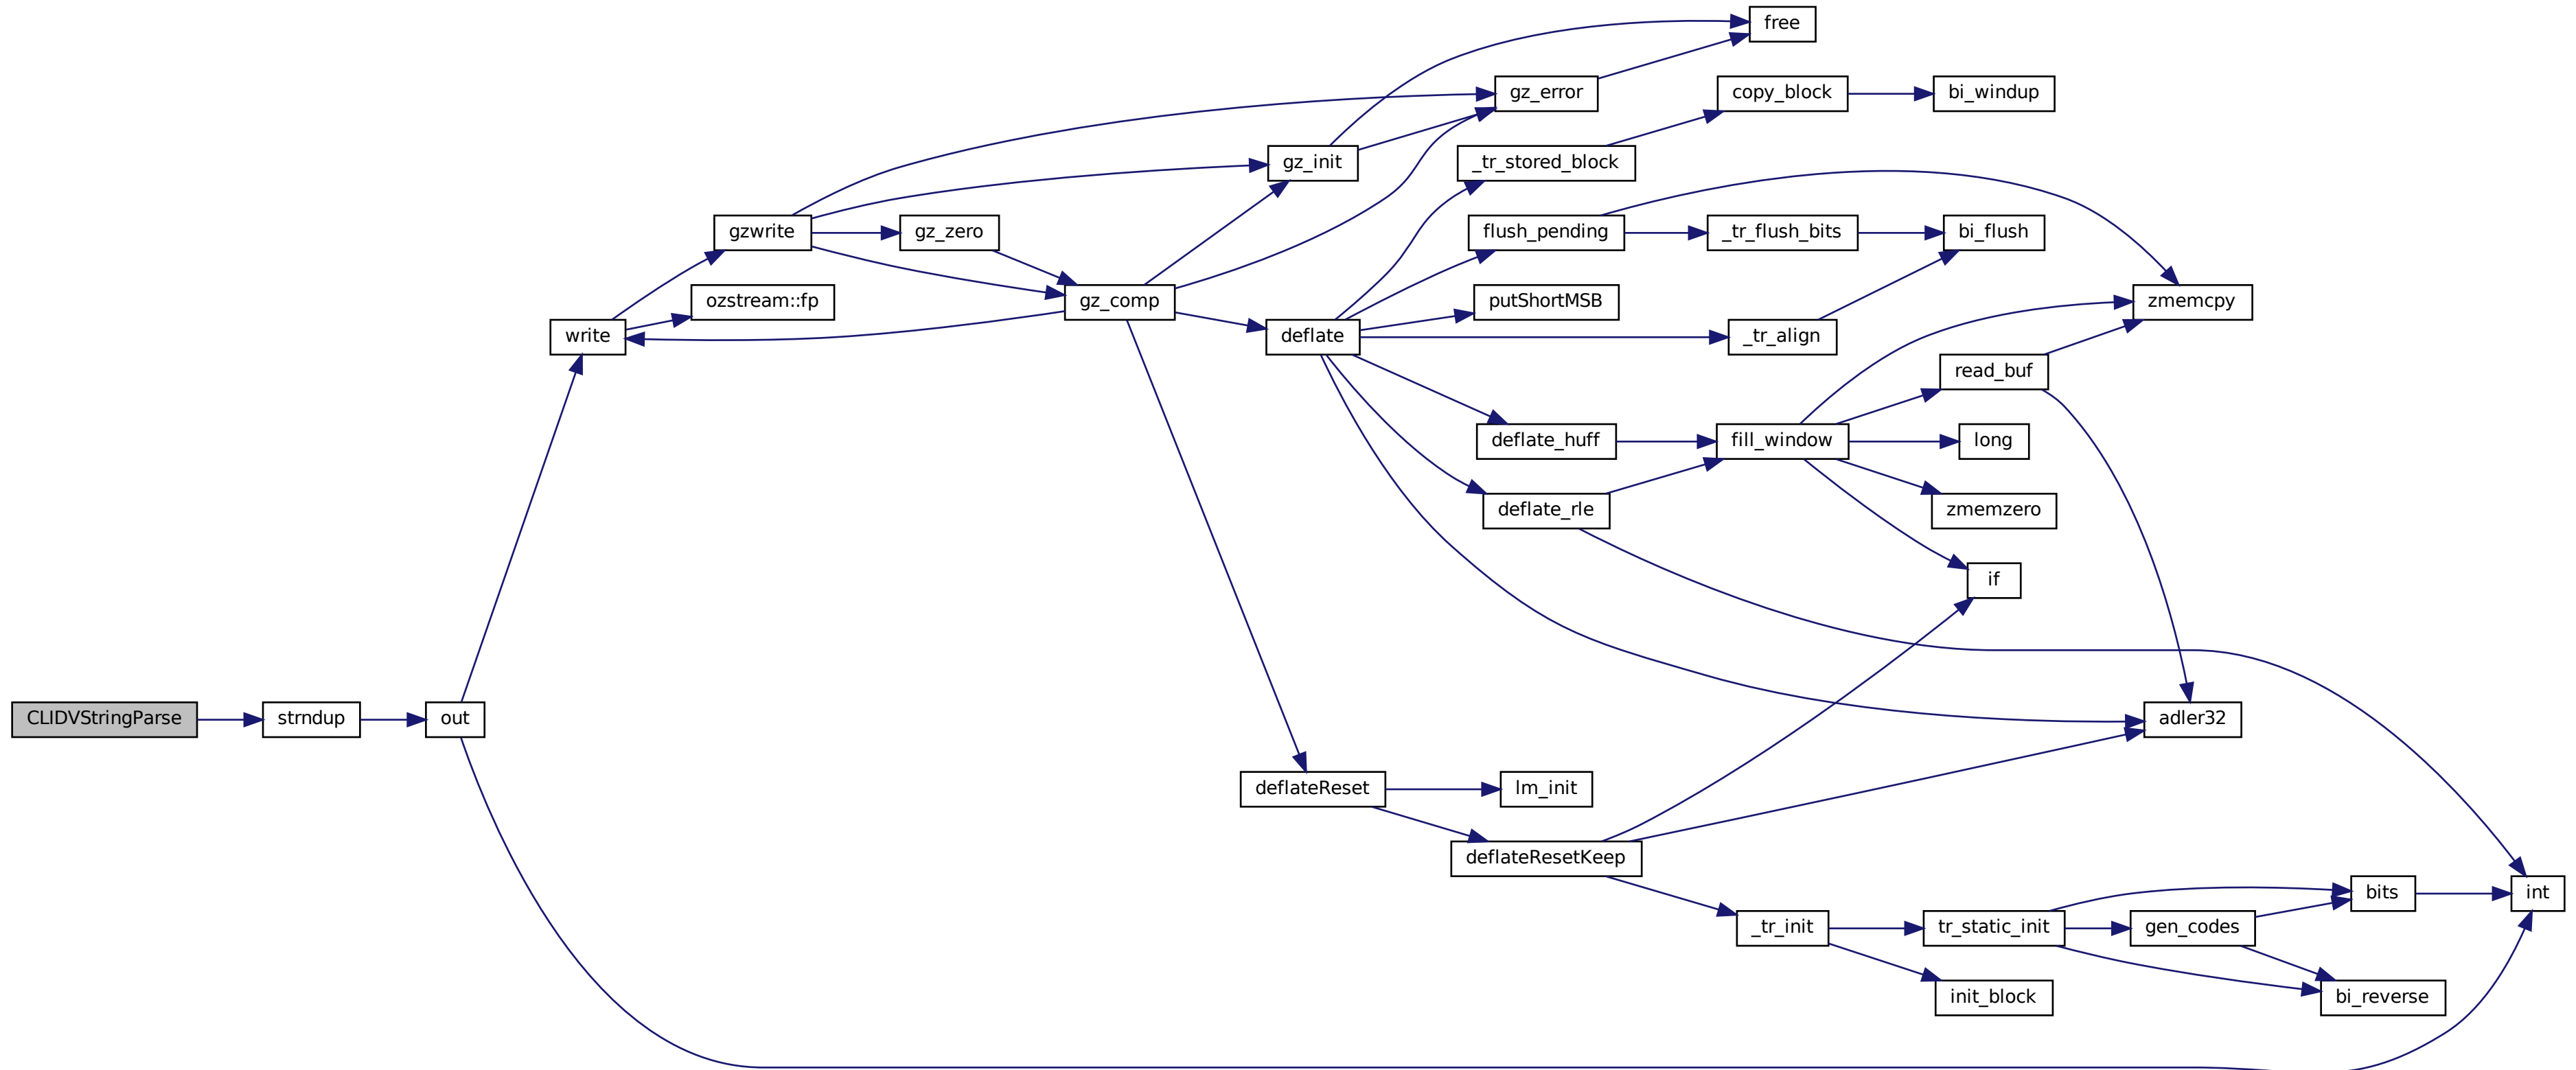 free
gz_error
copy_block
bi_windup
gz_init
_tr_stored_block
gzwrite
gz_zero
flush_pending
_tr_flush_bits
bi_flush
ozstream::fp
gz_comp
putShortMSB
zmemcpy
write
deflate
_tr_align
read_buf
deflate_huff
fill_window
long
deflate_rle
zmemzero
if
CLIDVStringParse
strndup
out
adler32
deflateReset
lm_init
deflateResetKeep
bits
int
_tr_init
tr_static_init
gen_codes
init_block
bi_reverse